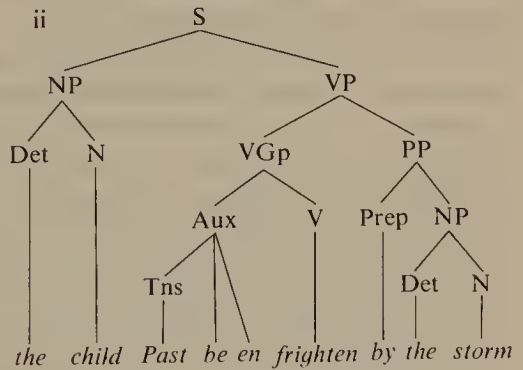 ii
S
NP VP
Det N VGp PP
Aux V Prep NP
Tns Det N
the child Past be en frighten by the storm